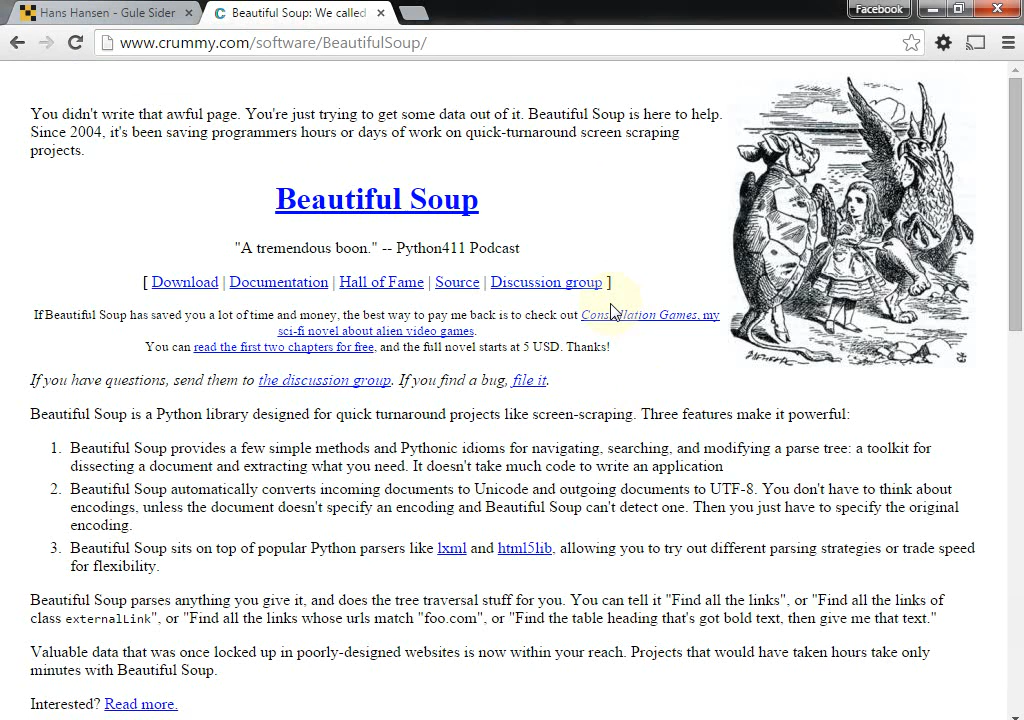 Hans Hansen - Gule Sider
Beautiful Soup: We called
Facebook
www.crummy.com/software/BeautifulSoup/
You didn't write that awful page. You're just trying to get some data out of it. Beautiful Soup is here to help.
Since 2004, it's been saving programmers hours or days of work on quick-turnaround screen scraping
projects.
Beautiful Soup
"A tremendous boon." -- Python411 Podcast
[ Download | Documentation | Hall of Fame | Source | Discussion group ]
If Beautiful Soup has saved you a lot of time and money, the best way to pay me back is to check out Constellation Games, my
sci-fi novel about alien video games.
You can read the first two chapters for free, and the full novel starts at 5 USD. Thanks!
If you have questions, send them to the discussion group. If you find a bug, file it.
Beautiful Soup is a Python library designed for quick turnaround projects like screen-scraping. Three features make it powerful:
1. Beautiful Soup provides a few simple methods and Pythonic idioms for navigating, searching, and modifying a parse tree: a toolkit for
dissecting a document and extracting what you need. It doesn't take much code to write an application
2. Beautiful Soup automatically converts incoming documents to Unicode and outgoing documents to UTF-8. You don't have to think about
encodings, unless the document doesn't specify an encoding and Beautiful Soup can't detect one. Then you just have to specify the original
encoding.
3. Beautiful Soup sits on top of popular Python parsers like lxml and html5lib, allowing you to try out different parsing strategies or trade speed
for flexibility.
Beautiful Soup parses anything you give it, and does the tree traversal stuff for you. You can tell it "Find all the links", or "Find all the links of
class externalLink", or "Find all the links whose urls match "foo.com", or "Find the table heading that's got bold text, then give me that text."
Valuable data that was once locked up in poorly-designed websites is now within your reach. Projects that would have taken hours take only
minutes with Beautiful Soup.
Interested? Read more.